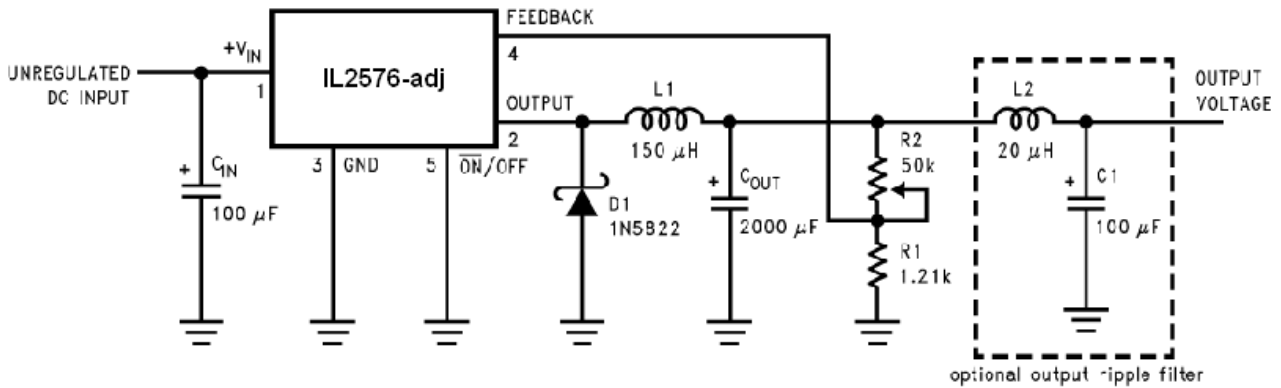 FEEDBACK
4
+VIN
UNREGULATED
DC INPUT
1
IL2576-adj
OUTPUT
2
3 GND
5 ON/OFF
L1
150 μH
L2
20 μH
OUTPUT
VOLTAGE
+ CIN
100 μF
D1
1N5822
+ COUT
2000 μF
R2
50k
R1
1.21k
+ C1
100 μF
optional output ripple filter